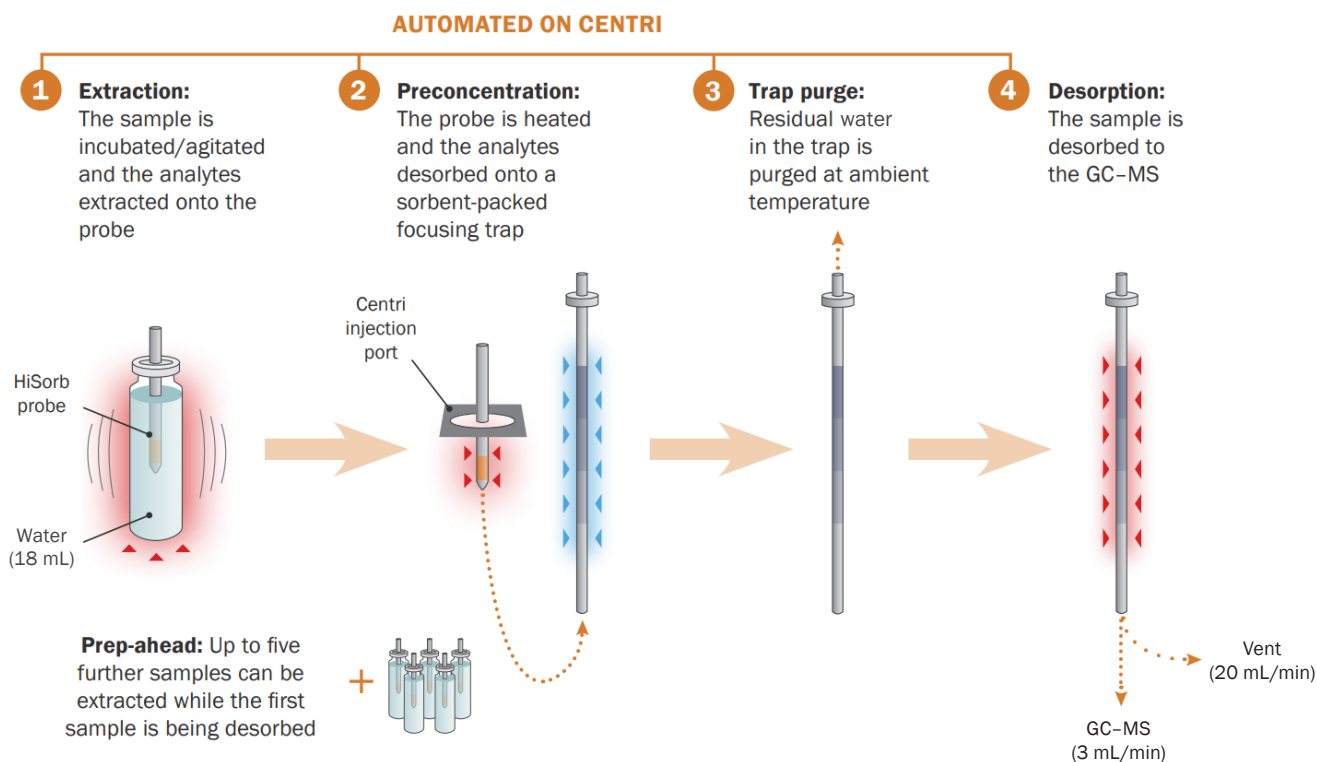 AUTOMATED ON CENTRI
1
Extraction:
The sample is
incubated/agitated
and the analytes
extracted onto the
probe
2
Preconcentration:
The probe is heated
and the analytes
desorbed onto a
sorbent-packed
focusing trap
3
Trap purge:
Residual water
in the trap is
purged at ambient
temperature
4
Desorption:
The sample is
desorbed to
the GC–MS
HiSorb
probe
Water
(18 mL)
Centri
injection
port
Prep-ahead: Up to five
further samples can be
extracted while the first
sample is being desorbed
+
Vent
(20 mL/min)
GC–MS
(3 mL/min)